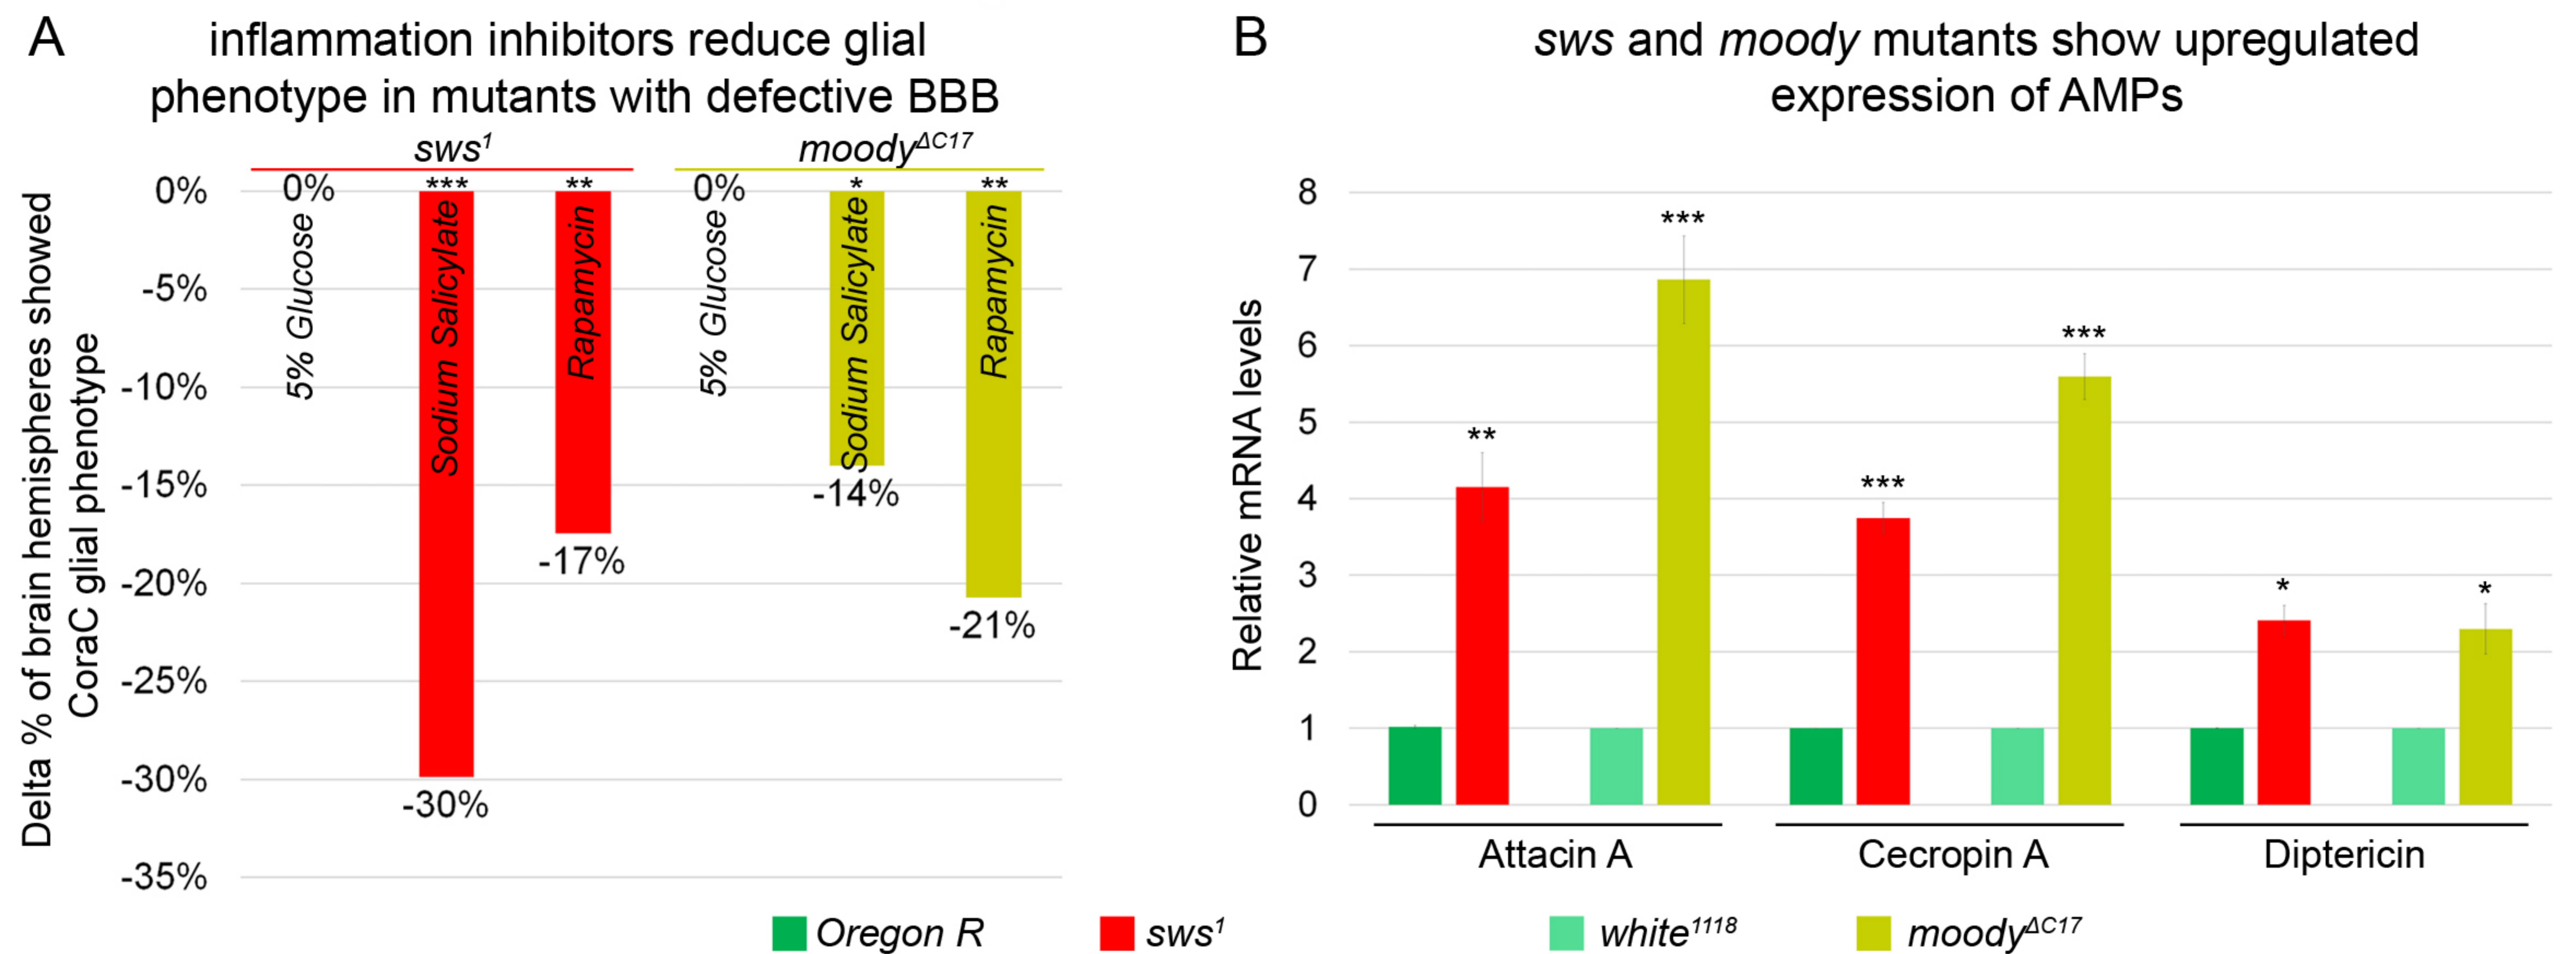 A
inflammation inhibitors reduce glial
phenotype in mutants with defective BBB
sws¹
moodyΔC17
Delta % of brain hemispheres showed
CoraC glial phenotype
0%
-5%
-10%
-15%
-20%
-25%
-30%
-35%
0%
***
**
0%
*
**
5% Glucose
Sodium Salicylate
Rapamycin
5% Glucose
Sodium Salicylate
Rapamycin
-30%
-17%
-14%
-21%
B
sws and moody mutants show upregulated
expression of AMPs
Relative mRNA levels
8
7
6
5
4
3
2
1
0
**
***
***
***
*
*
Attacin A
Cecropin A
Diptericin
Oregon R
sws¹
white¹¹¹⁸
moodyΔC17